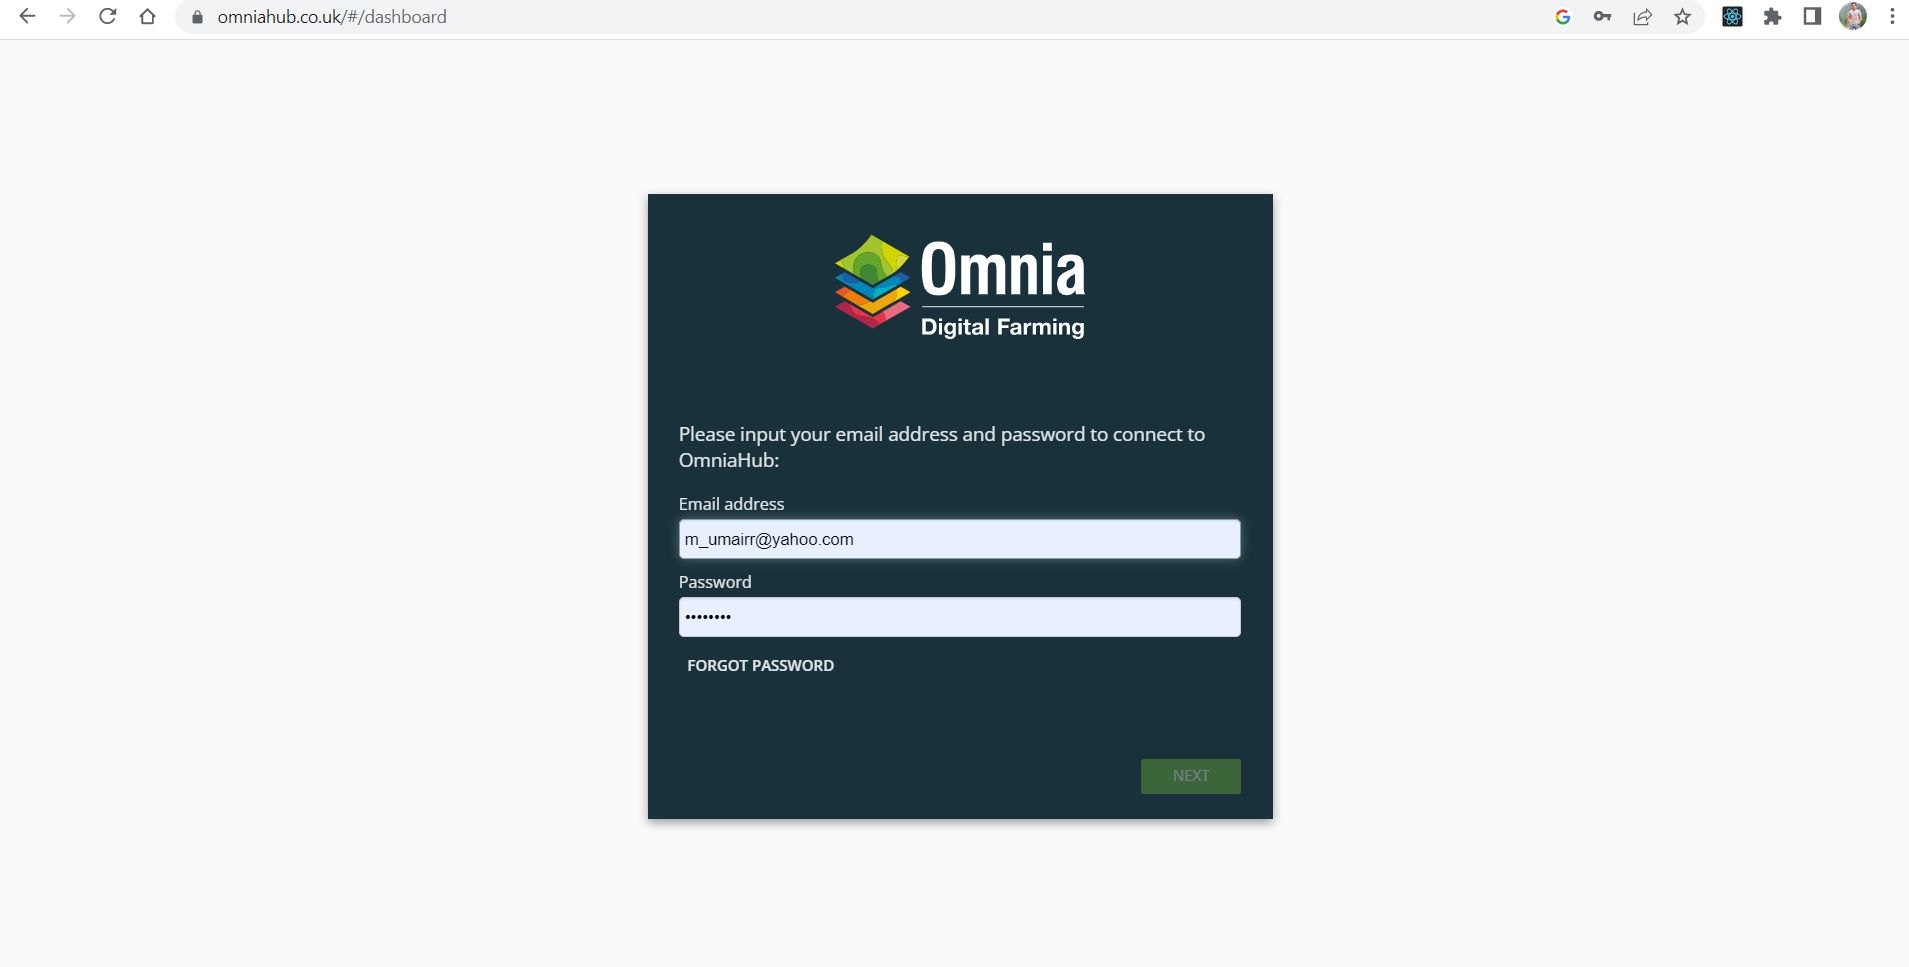 omniahub.co.uk/#/dashboard
Omnia
Digital Farming
Please input your email address and password to connect to
OmniaHub:
Email address
m_umairr@yahoo.com
Password
••••••••
FORGOT PASSWORD
NEXT